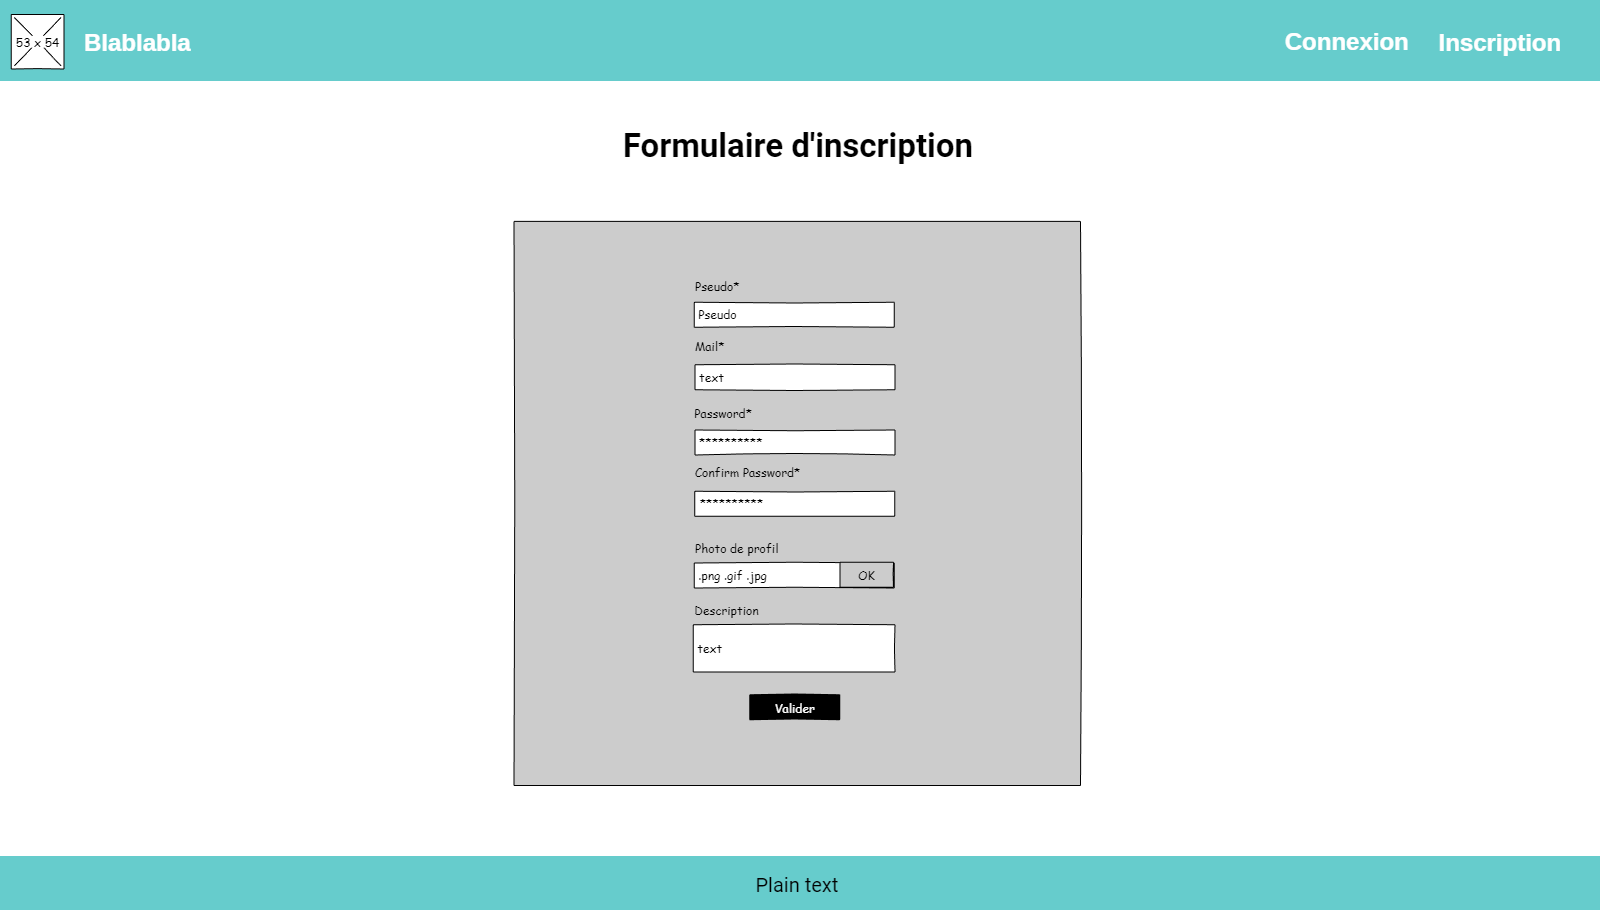 53 x 54
Blablabla
Connexion
Inscription
Formulaire d'inscription
Pseudo*
Pseudo
Mail*
text
Password*
**********
Confirm Password*
**********
Photo de profil
.png .gif .jpg
OK
Description
text
Valider
Plain text